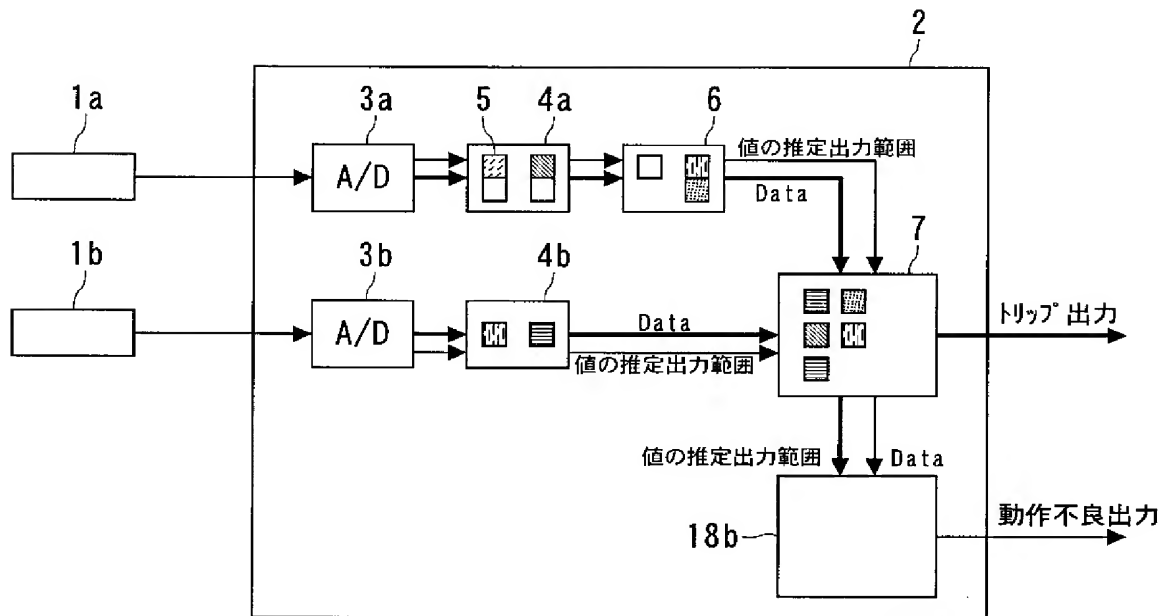 2
1a
3a
5
4a
6
A/D
値の推定出力範囲
Data
7
1b
3b
4b
A/D
Data
値の推定出力範囲
トリップ出力
値の推定出力範囲
Data
18b
動作不良出力